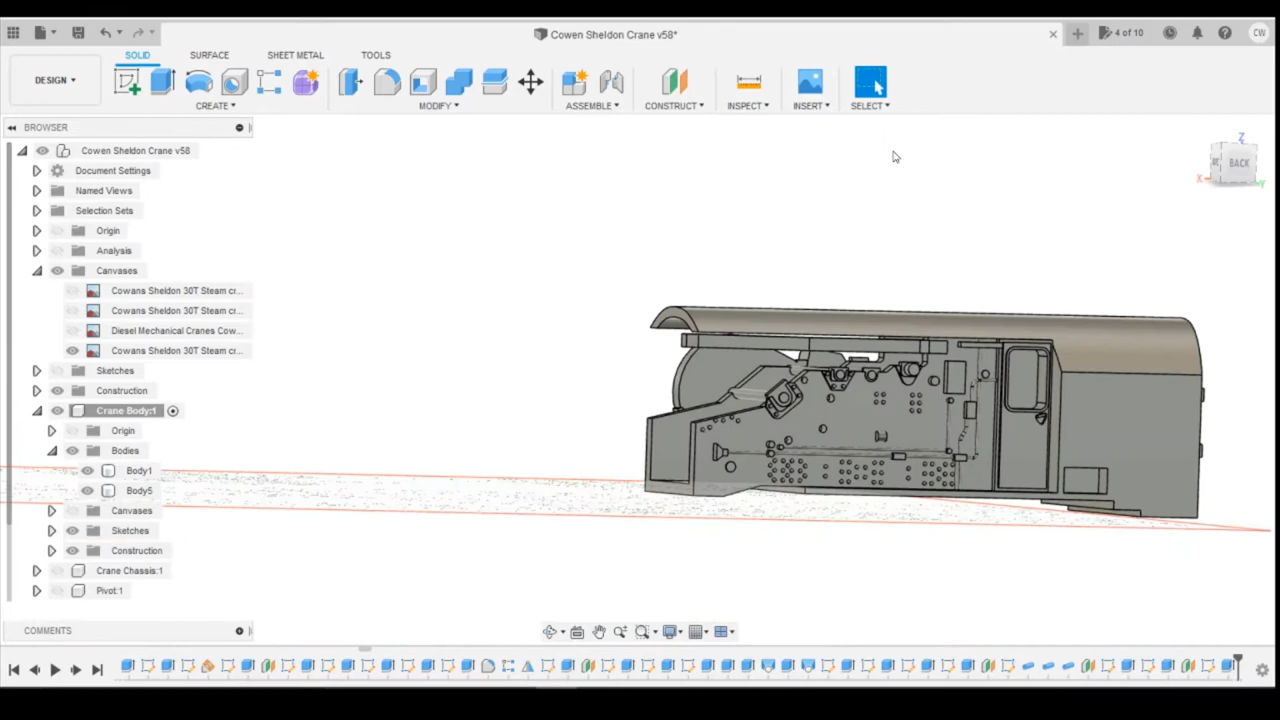 Cowen Sheldon Crane v58*
4 of 10
CW
SOLID
SURFACE
SHEET METAL
TOOLS
DESIGN
CREATE
MODIFY
ASSEMBLE
CONSTRUCT
INSPECT
INSERT
SELECT
BROWSER
Cowen Sheldon Crane v58
Document Settings
Named Views
Selection Sets
Origin
Analysis
Canvases
Cowans Sheldon 30T Steam cr...
Cowans Sheldon 30T Steam cr...
Diesel Mechanical Cranes Cow...
Cowans Sheldon 30T Steam cr...
Sketches
Construction
Crane Body:1
Origin
Bodies
Body1
Body5
Canvases
Sketches
Construction
Crane Chassis:1
Pivot:1
COMMENTS
Z
BACK
X
Y